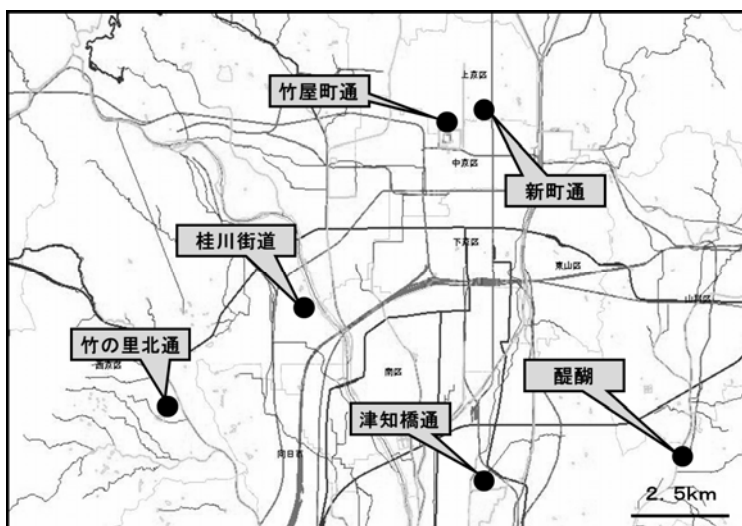 上京区
竹屋町通
中京区
新町通
桂川街道
下京区
東山区
山科区
竹の里北通
西京区
南区
醍醐
津知橋通
向日市
2．5km